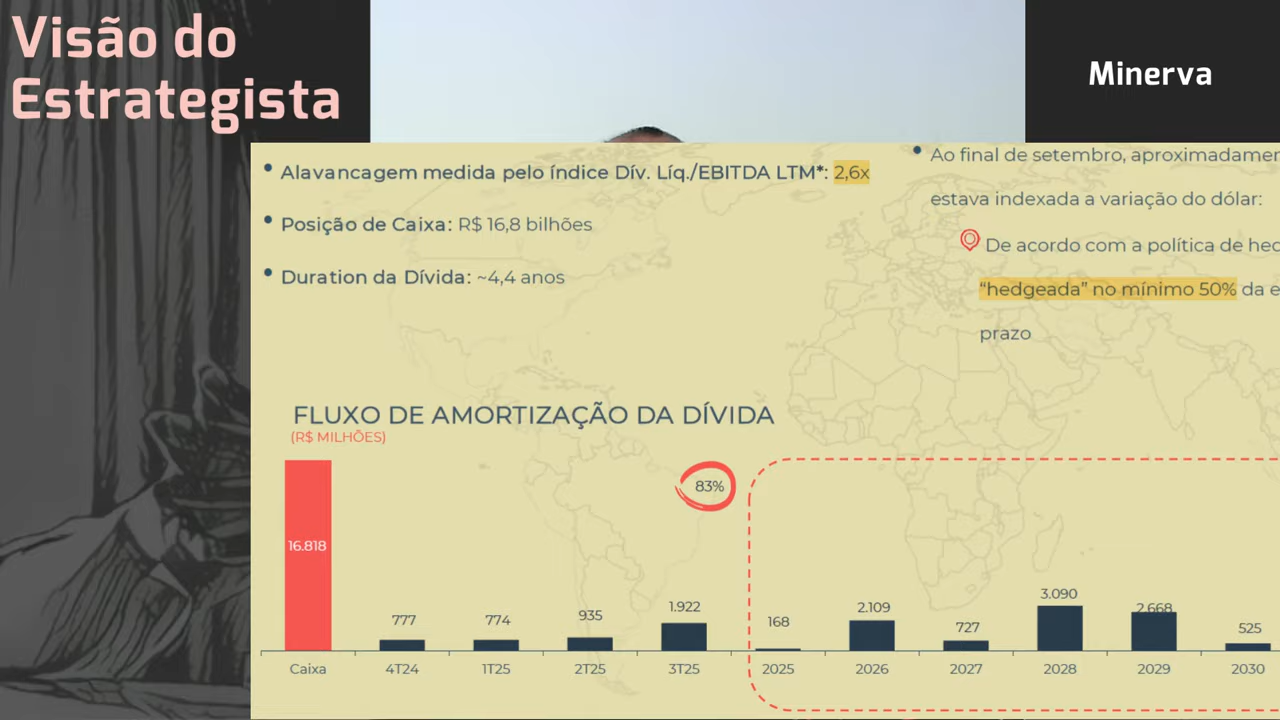 Visão do
Estrategista
Minerva
• Alavancagem medida pelo índice Dív. Líq./EBITDA LTM*: 2,6x
• Posição de Caixa: R$ 16,8 bilhões
• Duration da Dívida: ~4,4 anos
• Ao final de setembro,
estava indexada a variação do dólar:
De acordo com a política de
“hedgeada” no mínimo 50% da
prazo
FLUXO DE AMORTIZAÇÃO DA DÍVIDA
(R$ MILHÕES)
83%
16.818
777
774
935
1.922
168
2.109
727
3.090
2.668
525
Caixa
4T24
1T25
2T25
3T25
2025
2026
2027
2028
2029
2030